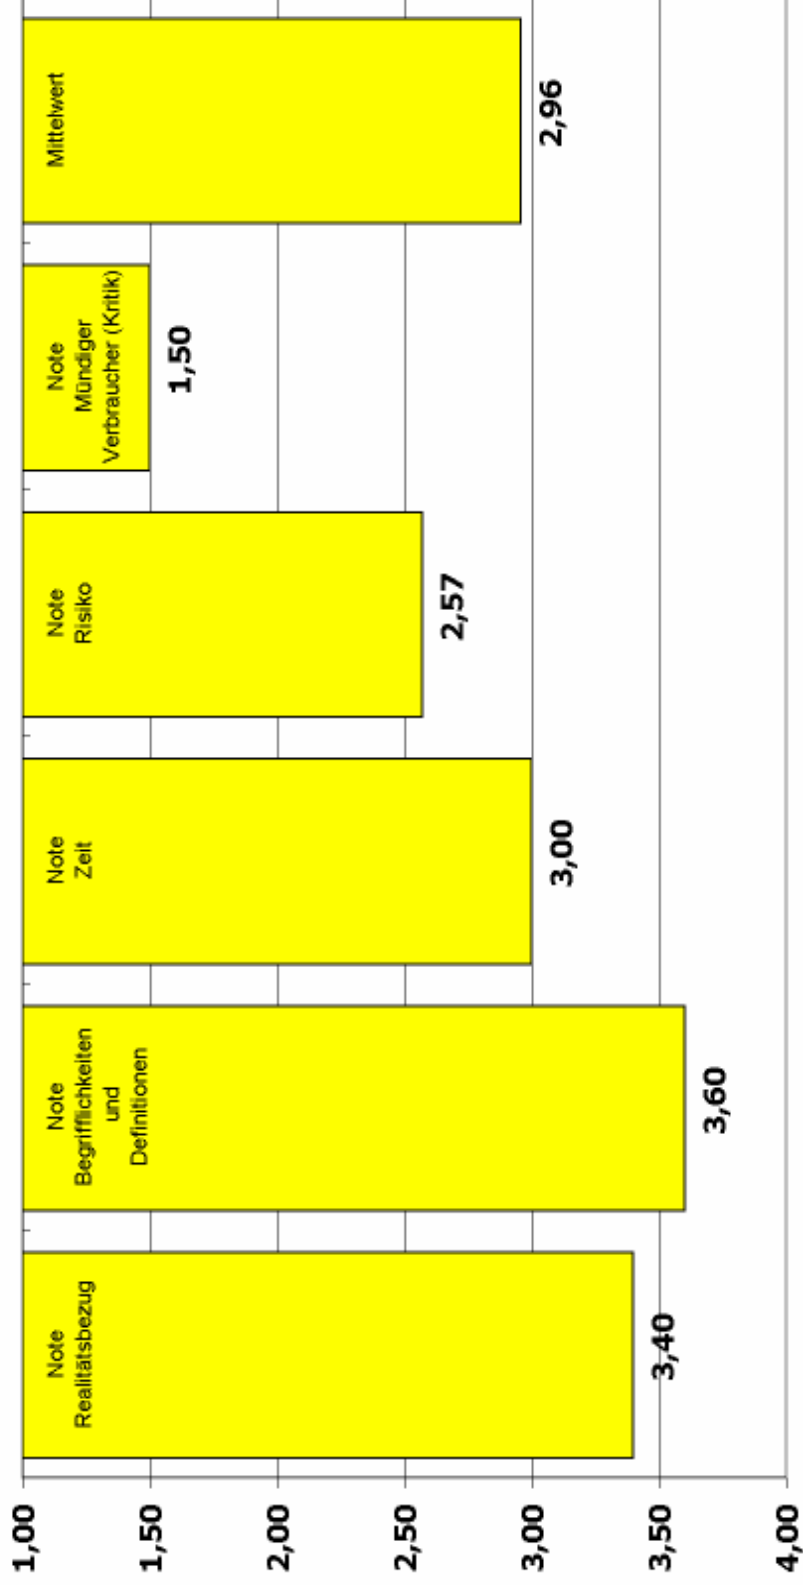 1,00
1,50
2,00
2,50
3,00
3,50
4,00
Note
Realitätsbezug
3,40
Note
Begrifflichkeiten
und
Definitionen
3,60
Note
Zeit
3,00
Note
Risiko
2,57
Note
Mündiger
Verbraucher (Kritik)
1,50
Mittelwert
2,96